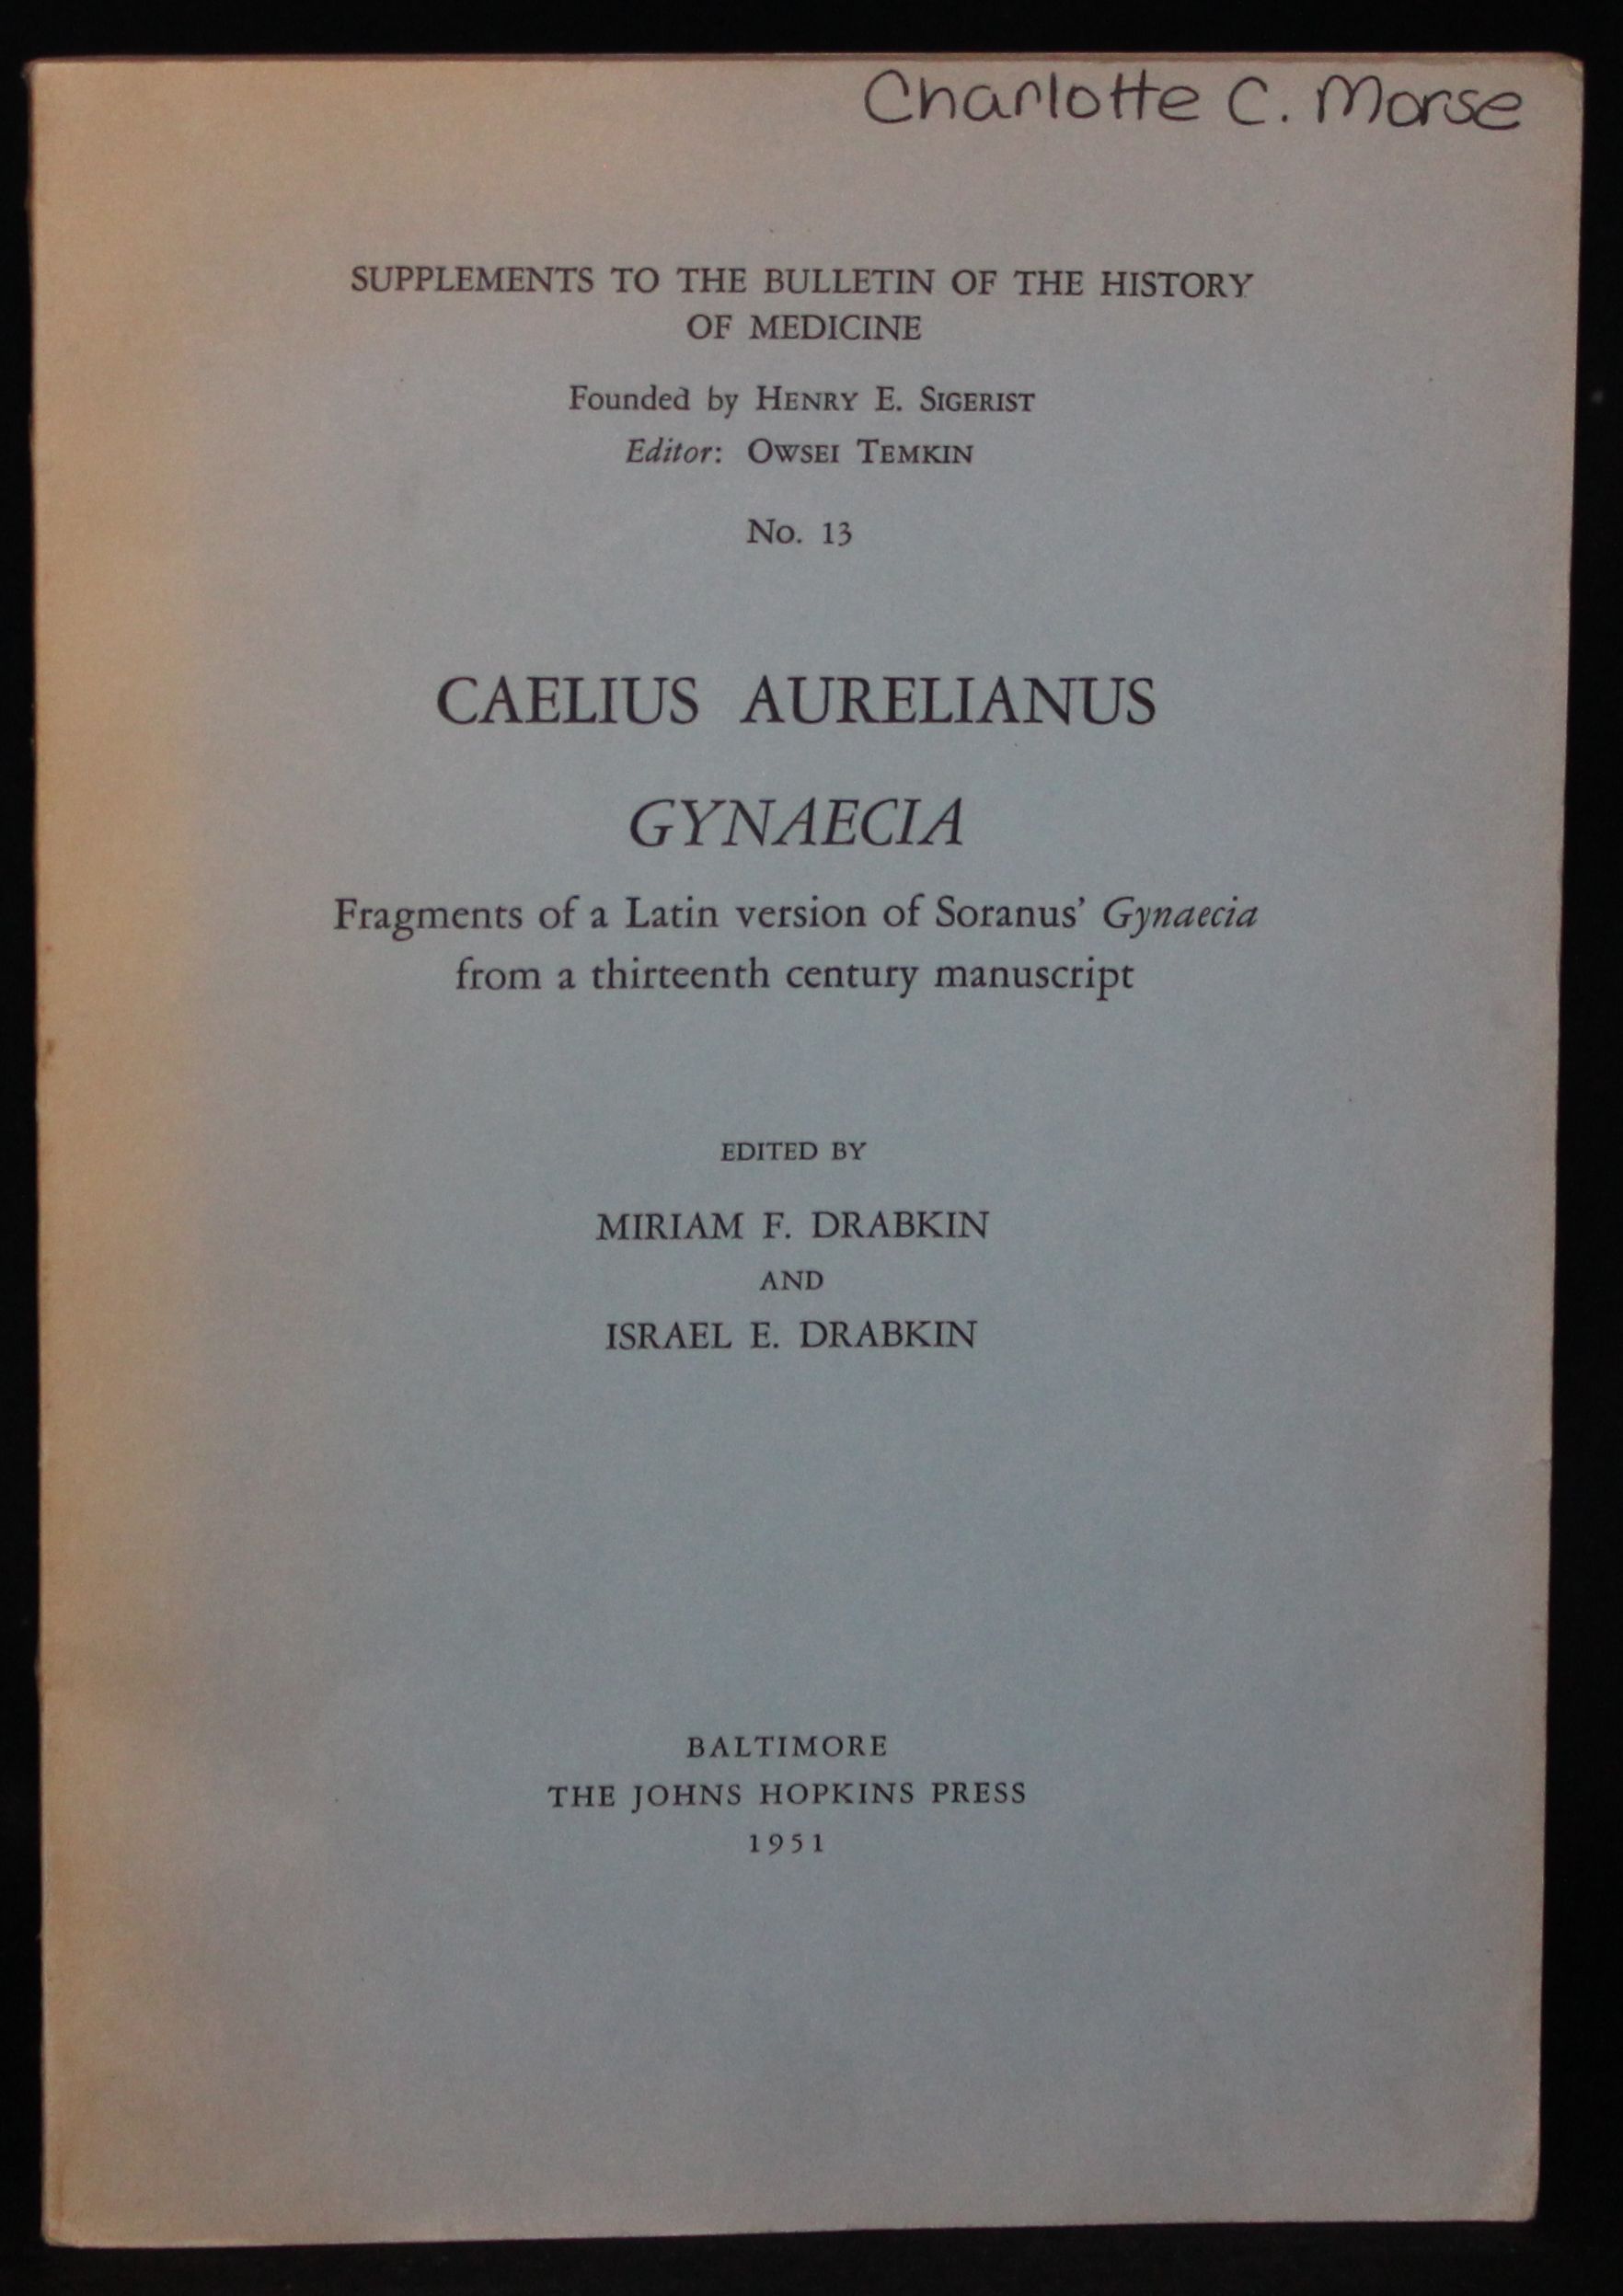 Charlotte C. Morse
SUPPLEMENTS TO THE BULLETIN OF THE HISTORY
OF MEDICINE
Founded by HENRY E. SIGERIST
Editor: OWSEI TEMKIN
No. 13
CAELIUS AURELIANUS
GYNAECIA
Fragments of a Latin version of Soranus’ Gynaecia
from a thirteenth century manuscript
EDITED BY
MIRIAM F. DRABKIN
AND
ISRAEL E. DRABKIN
BALTIMORE
THE JOHNS HOPKINS PRESS
1951